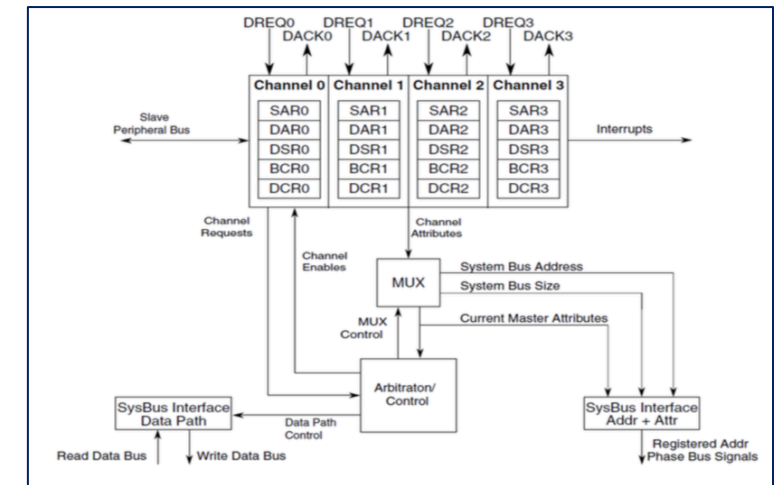 DREQ0 DREQ1 DREQ2 DREQ3
DACK0 DACK1 DACK2 DACK3
Channel 0 Channel 1 Channel 2 Channel 3
SAR0 SAR1 SAR2 SAR3
DAR0 DAR1 DAR2 DAR3
DSR0 DSR1 DSR2 DSR3
BCR0 BCR1 BCR2 BCR3
DCR0 DCR1 DCR2 DCR3
Slave
Peripheral Bus
Interrupts
Channel
Requests
Channel
Enables
Channel
Attributes
MUX
System Bus Address
System Bus Size
Current Master Attributes
MUX
Control
Arbitraton/
Control
SysBus Interface
Data Path
Data Path
Control
SysBus Interface
Addr + Attr
Read Data Bus
Write Data Bus
Registered Addr
Phase Bus Signals